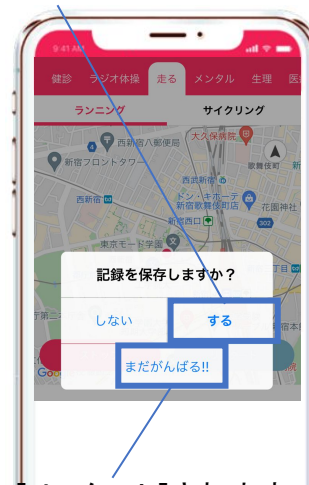 9:41 AM
健診 ラジオ体操 走る メンタル 生理
ランニング サイクリング
西新宿八郵便局
大久保病院
新宿フロントタワー
歌舞伎町
西武新宿
西新宿
ドン・キホーテ
新宿歌舞伎町店
花園神社
新宿西口
302
東京モード学園
記録を保存しますか？
しない する
まだがんばる!!